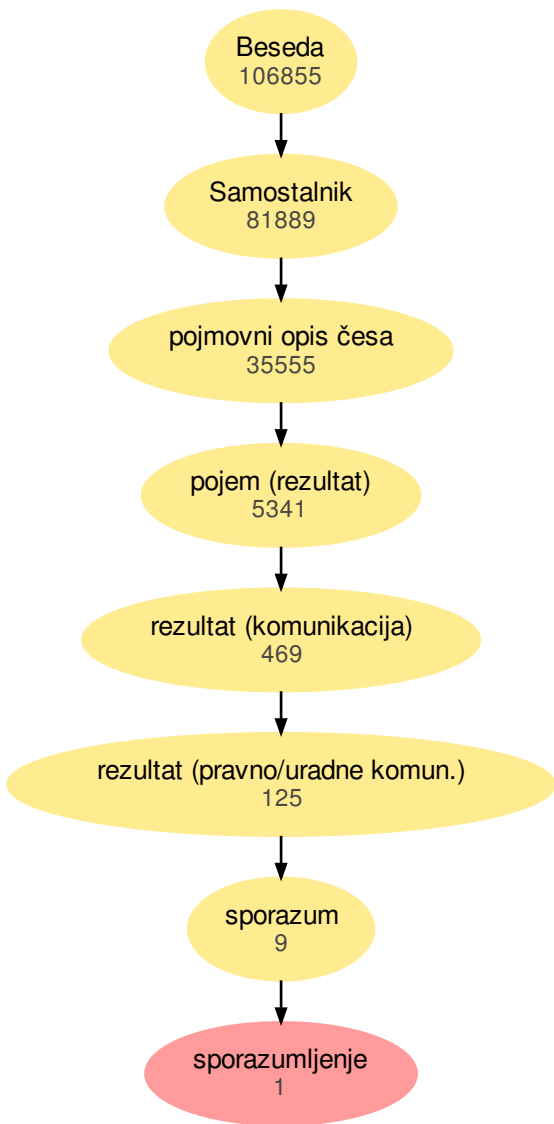 Beseda
106855
Samostalnik
81889
pojmovni opis česa
35555
pojem (rezultat)
5341
rezultat (komunikacija)
469
rezultat (pravno/uradne komun.)
125
sporazum
9
sporazumljenje
1